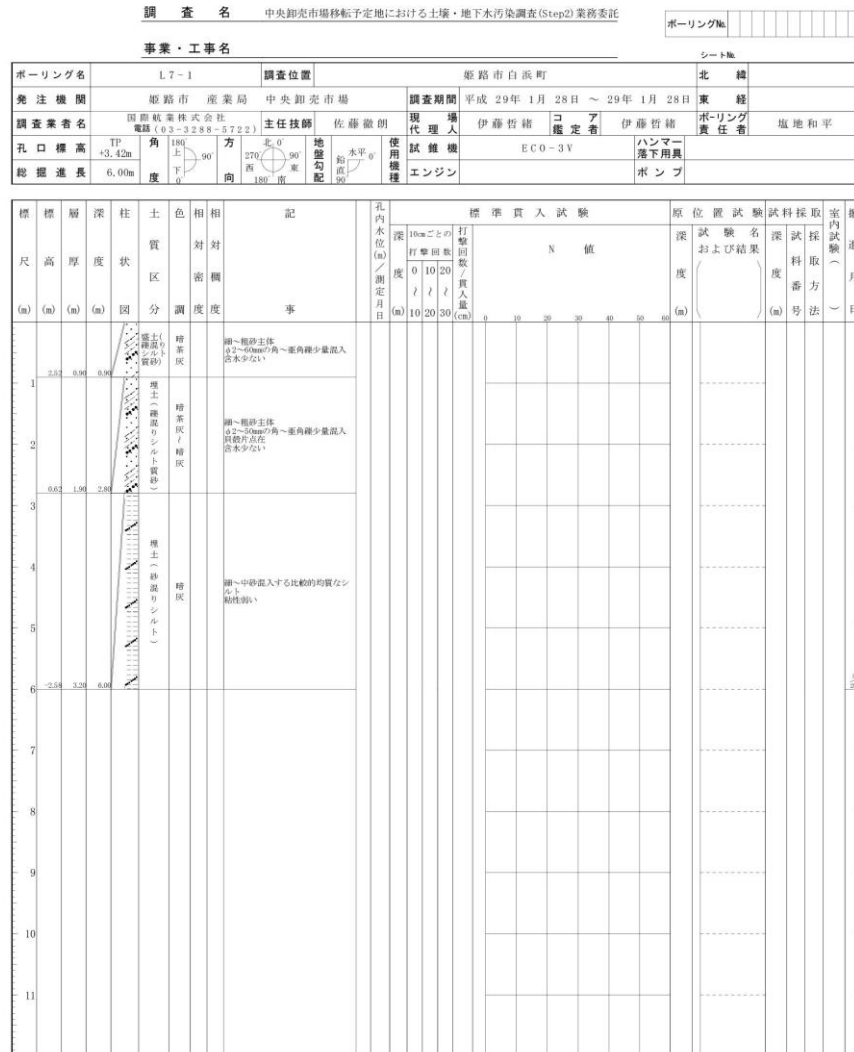 調査名 中央卸売市場移転予定地における土壌・地下水汚染調査(Step2)業務委託
ボーリング№
事業・工事名
シート№
ボーリング名 L7-1 調査位置 姫路市白浜町 北緯
発注機関 姫路市 産業局 中央卸売市場 調査期間 平成 29年 1月 28日 ～ 29年 1月 28日 東経
調査業者名 国際航業株式会社 電話(03-3288-5722) 主任技師 佐藤徹朗 現場代理人 伊藤哲緒 コア鑑定者 伊藤哲緒 ボーリング責任者 塩地和平
孔口標高 TP +3.42m 角度 180° 上 下 0° 90° 方向 北 0° 270° 90° 西 東 180° 南 地盤勾配 水平 0° 鉛直 90° 使用機種 試錐機 ECO-3V ハンマー落下用具
総掘進長 6.00m エンジン ポンプ
標尺(m) 標高(m) 層厚(m) 深度(m) 柱状図 土質区分 色調 相対密度 相対稠度 記事 孔内水位(m)／測定月日 標準貫入試験 原位置試験 試料採取 室内試験()
深度(m) 10cmごとの打撃回数 打撃回数/貫入量(cm) N 値 深度(m) 試験名および結果 深度(m) 試料番号 採取方法
0 10 20
～ ～ ～
10 20 30
0 10 20 30 40 50 60
盛土(礫混りシルト質砂) 暗茶灰 細～粗砂主体
φ2～60mmの角～亜角礫少量混入
含水少ない
2.52 0.90 0.90
1
埋土(礫混りシルト質砂) 暗茶灰～暗灰 細～粗砂主体
φ2～50mmの角～亜角礫少量混入
貝殻片点在
含水少ない
2
0.62 1.90 2.80
3
埋土(砂混りシルト) 暗灰 細～中砂混入する比較的均質なシ
ルト
粘性弱い
4
5
6 -2.58 3.20 6.00
7
8
9
10
11